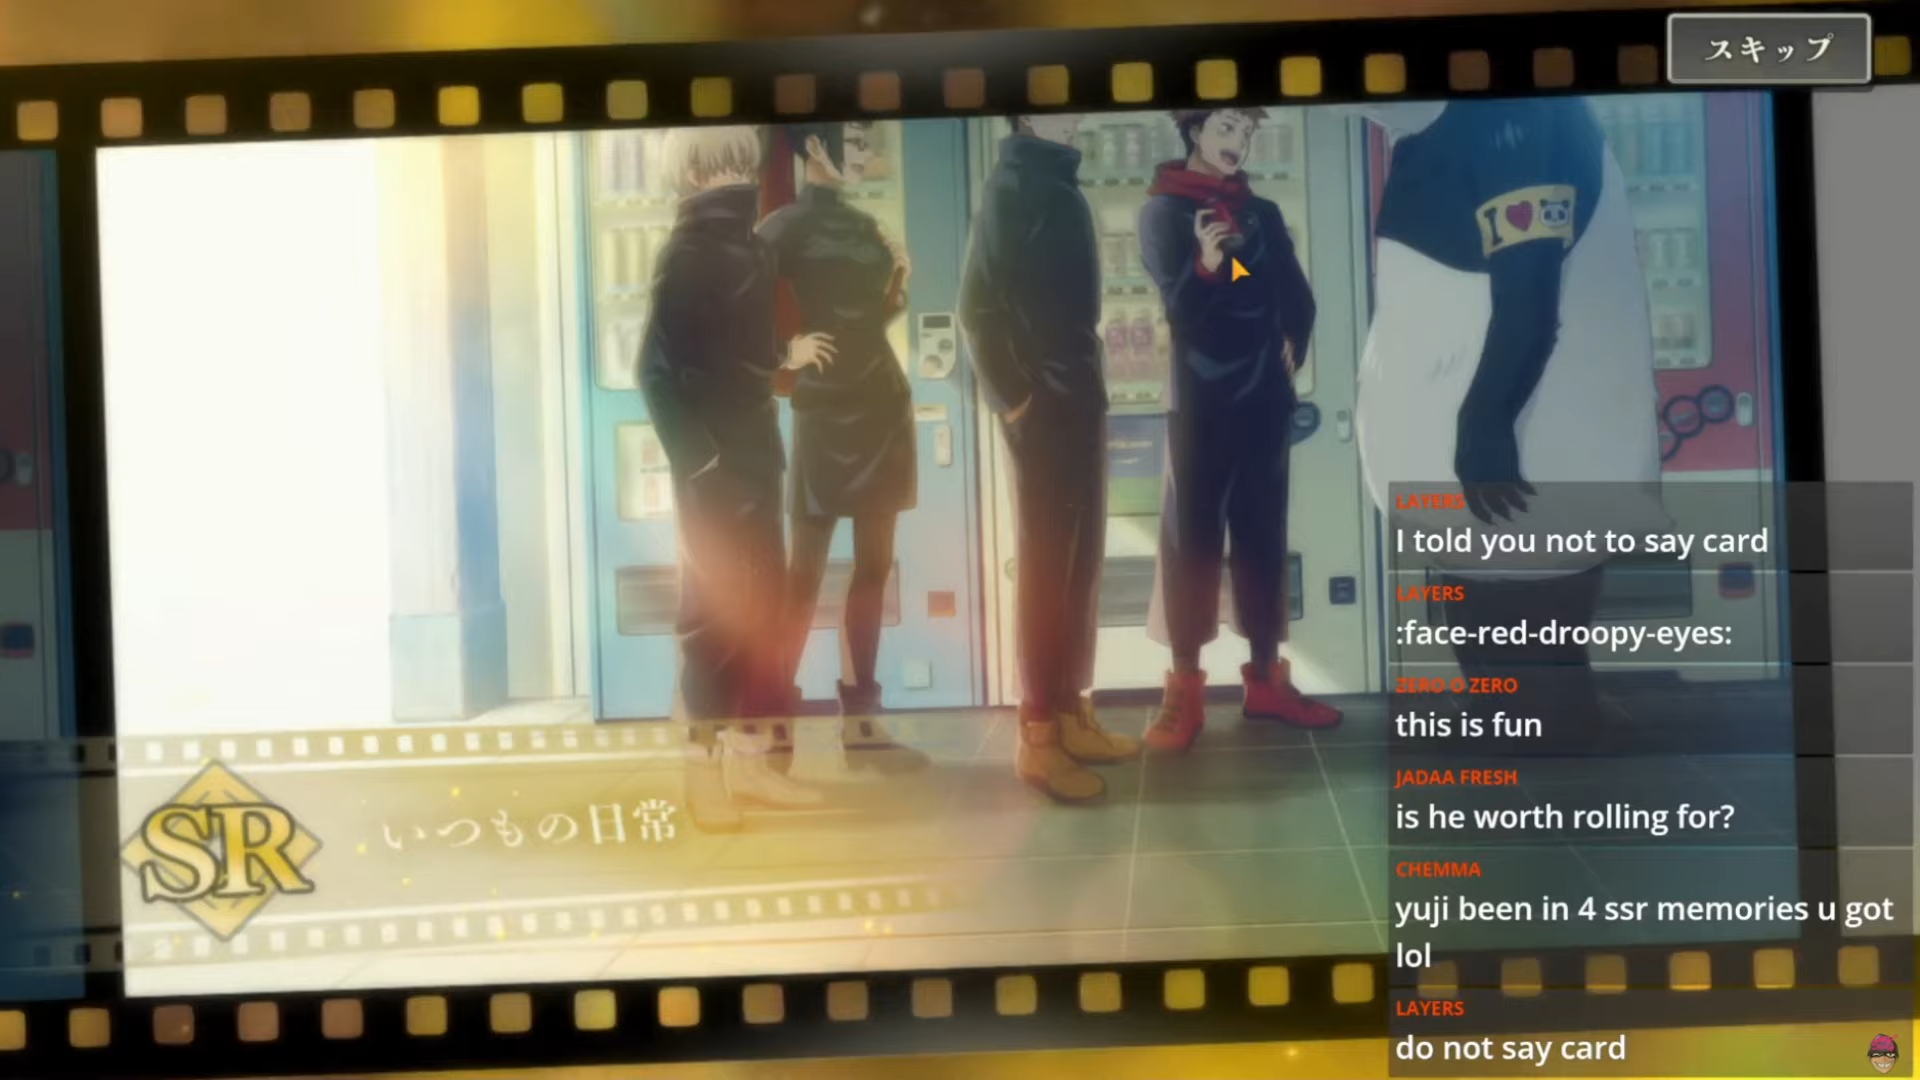 スキップ
I ❤ 
LAYERS
I told you not to say card
LAYERS
:face-red-droopy-eyes:
ZERO O ZERO
this is fun
JADAA FRESH
is he worth rolling for?
CHEMMA
yuji been in 4 ssr memories u got
lol
LAYERS
do not say card
SR
いつもの日常